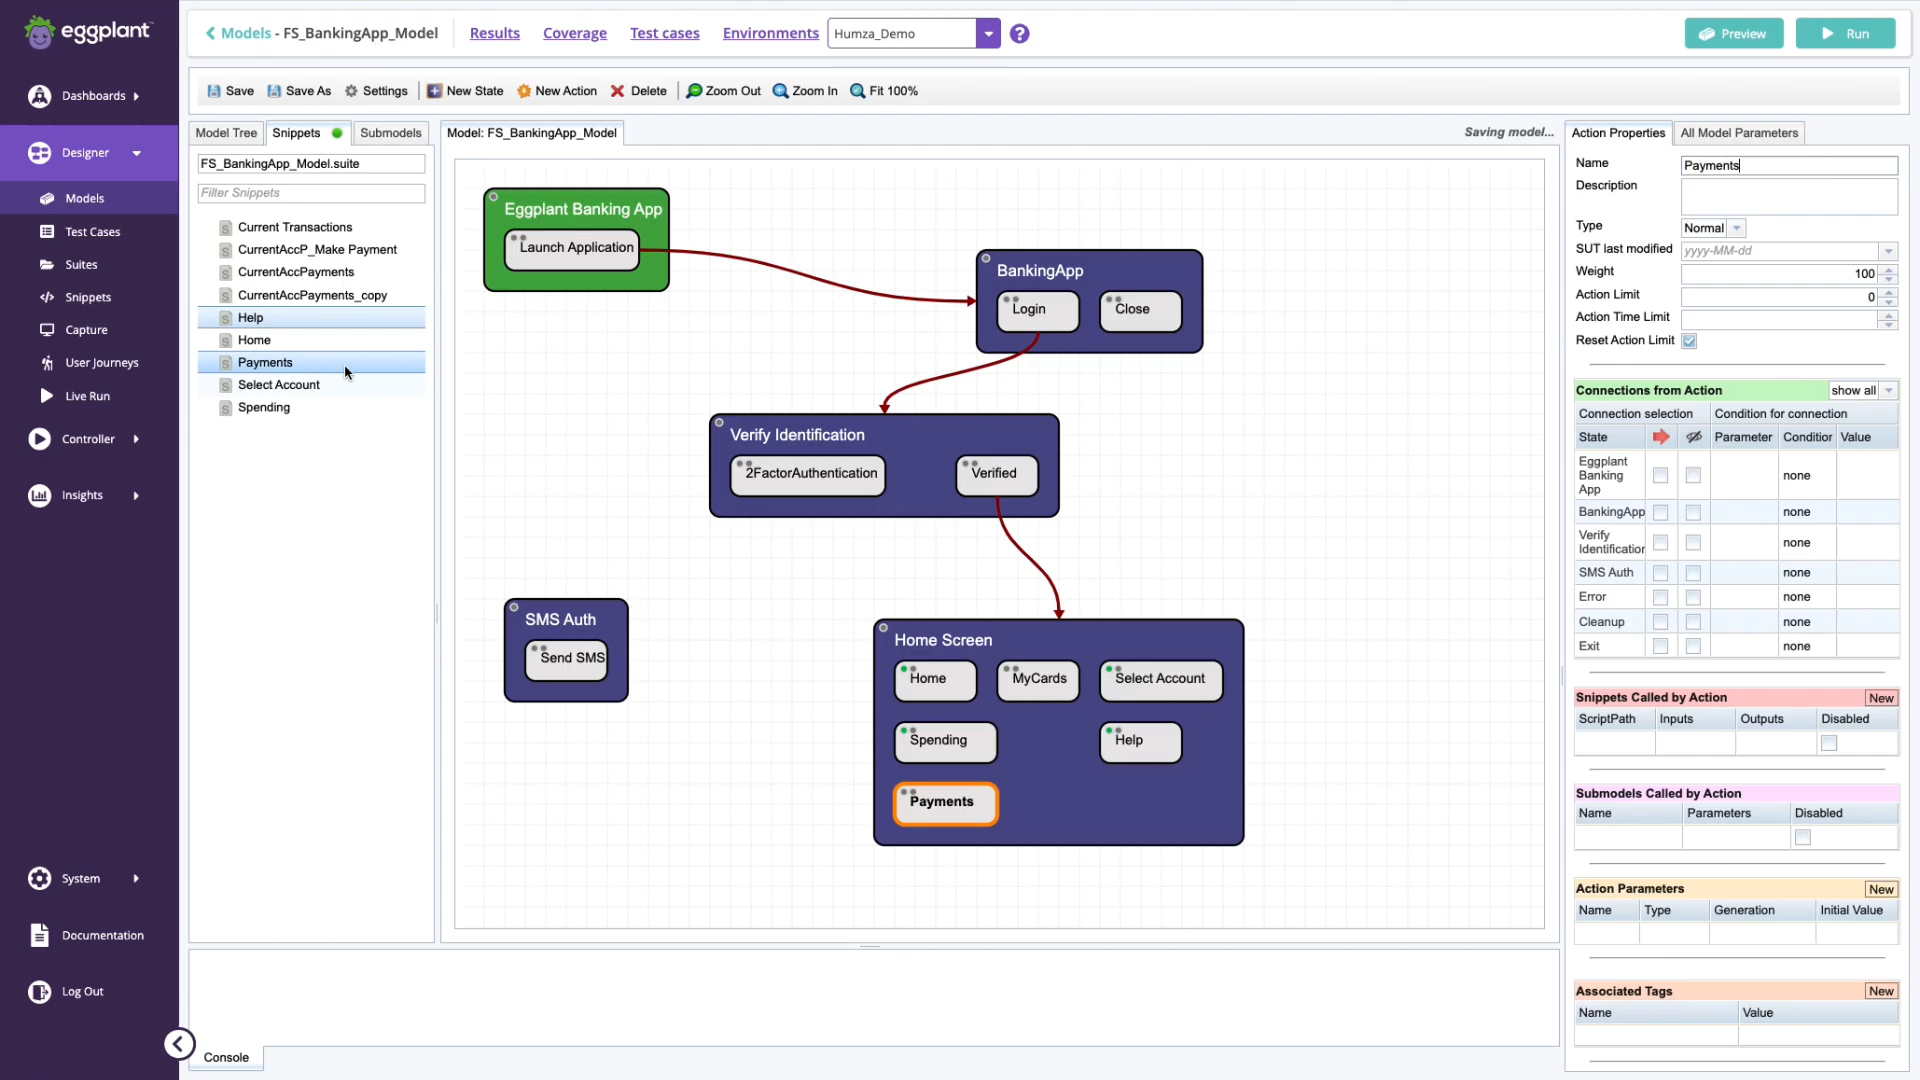 eggplant
Models - FS_BankingApp_Model
Results
Coverage
Test cases
Environments
Humza_Demo
?
Preview
Run
Dashboards
Designer
Models
Test Cases
Suites
Snippets
Capture
User Journeys
Live Run
Controller
Insights
System
Documentation
Log Out
Save
Save As
Settings
New State
New Action
Delete
Zoom Out
Zoom In
Fit 100%
Model Tree
Snippets
Submodels
FS_BankingApp_Model.suite
Filter Snippets
Current Transactions
CurrentAccP_Make Payment
CurrentAccPayments
CurrentAccPayments_copy
Help
Home
Payments
Select Account
Spending
Model: FS_BankingApp_Model
Saving model...
Eggplant Banking App
Launch Application
BankingApp
Login
Close
Verify Identification
2FactorAuthentication
Verified
SMS Auth
Send SMS
Home Screen
Home
MyCards
Select Account
Spending
Help
Payments
Console
Action Properties
All Model Parameters
Name
Payments
Description
Type
Normal
SUT last modified
yyyy-MM-dd
Weight
100
Action Limit
0
Action Time Limit
Reset Action Limit
Connections from Action
show all
Connection selection
Condition for connection
State
Parameter
Conditior
Value
Eggplant
Banking
App
none
BankingApp
none
Verify
Identificatior
none
SMS Auth
none
Error
none
Cleanup
none
Exit
none
Snippets Called by Action
New
ScriptPath
Inputs
Outputs
Disabled
Submodels Called by Action
Name
Parameters
Disabled
Action Parameters
New
Name
Type
Generation
Initial Value
Associated Tags
New
Name
Value